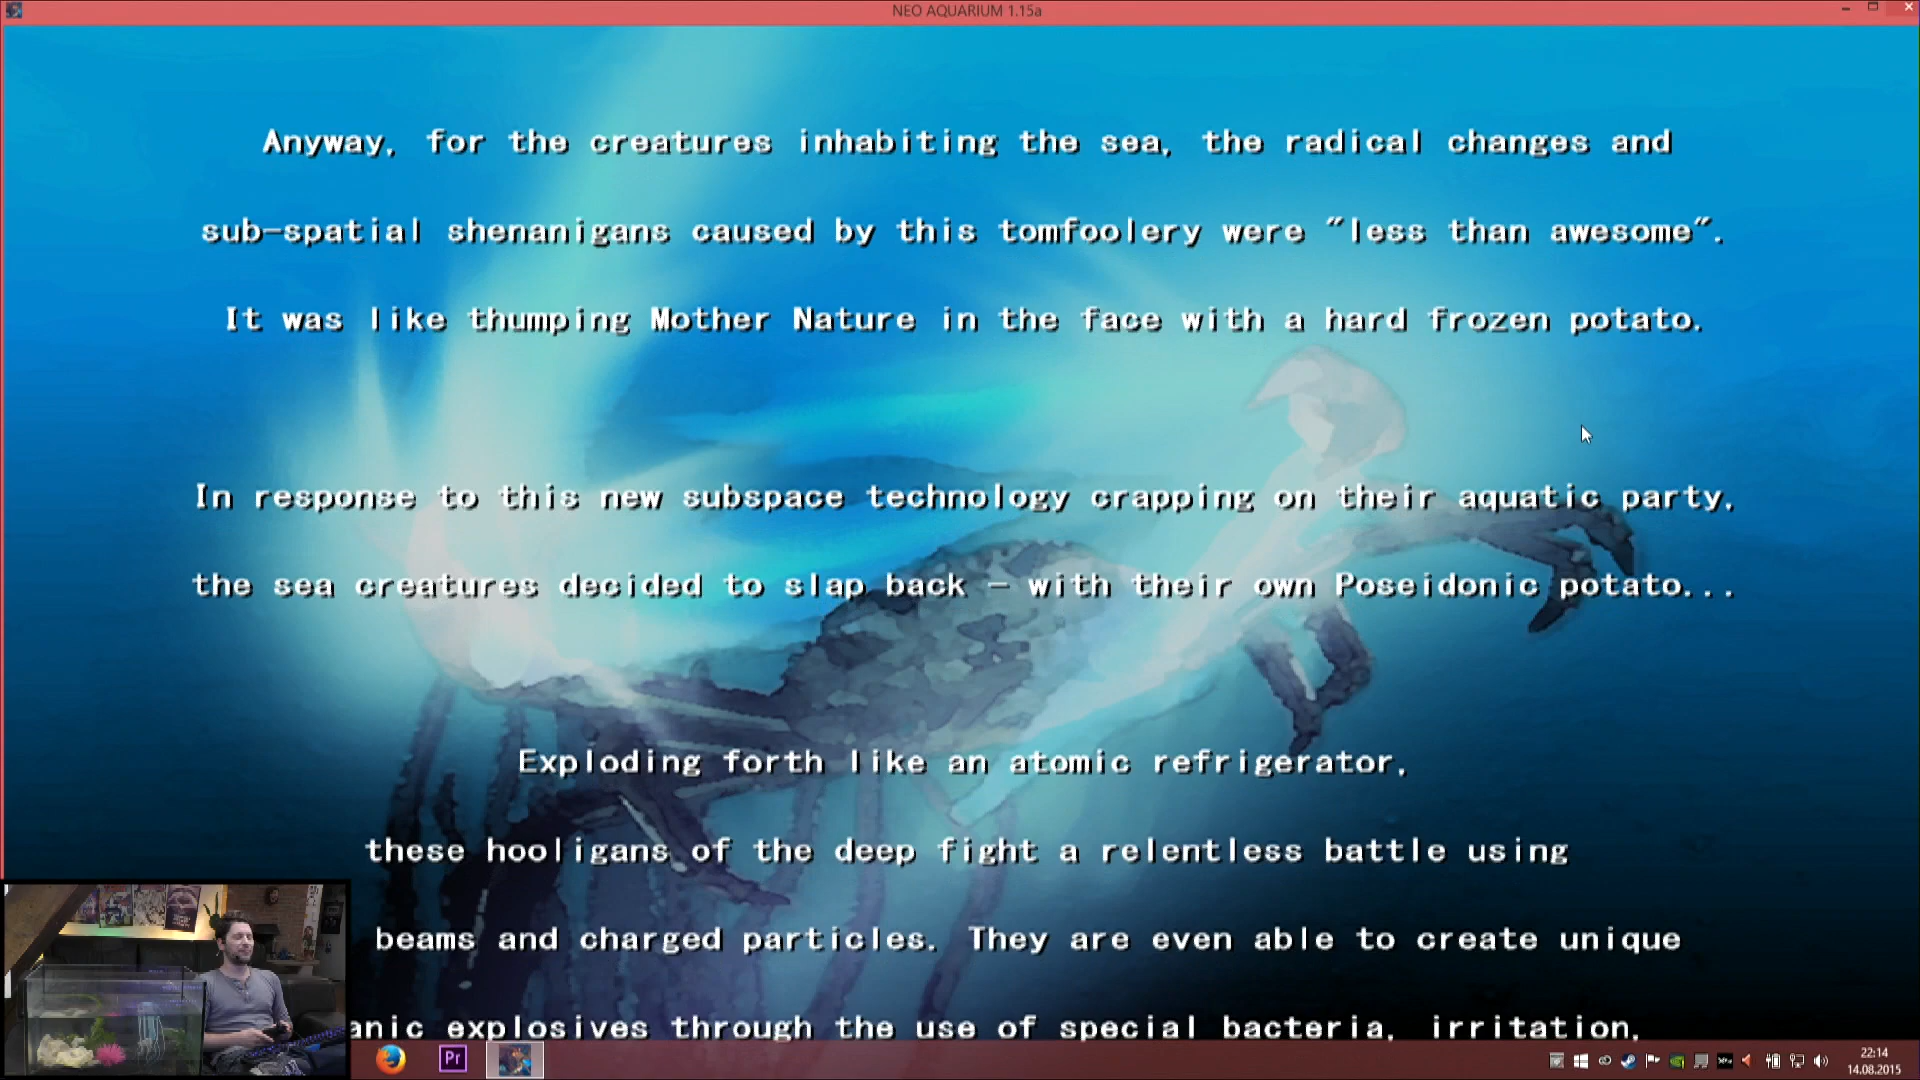 NEO AQUARIUM 1.15a
Anyway, for the creatures inhabiting the sea, the radical changes and
sub-spatial shenanigans caused by this tomfoolery were "less than awesome".
It was like thumping Mother Nature in the face with a hard frozen potato.
In response to this new subspace technology crapping on their aquatic party,
the sea creatures decided to slap back - with their own Poseidonic potato...
Exploding forth like an atomic refrigerator,
these hooligans of the deep fight a relentless battle using
beams and charged particles. They are even able to create unique
anic explosives through the use of special bacteria, irritation,
Pr
22:14
14.08.2015